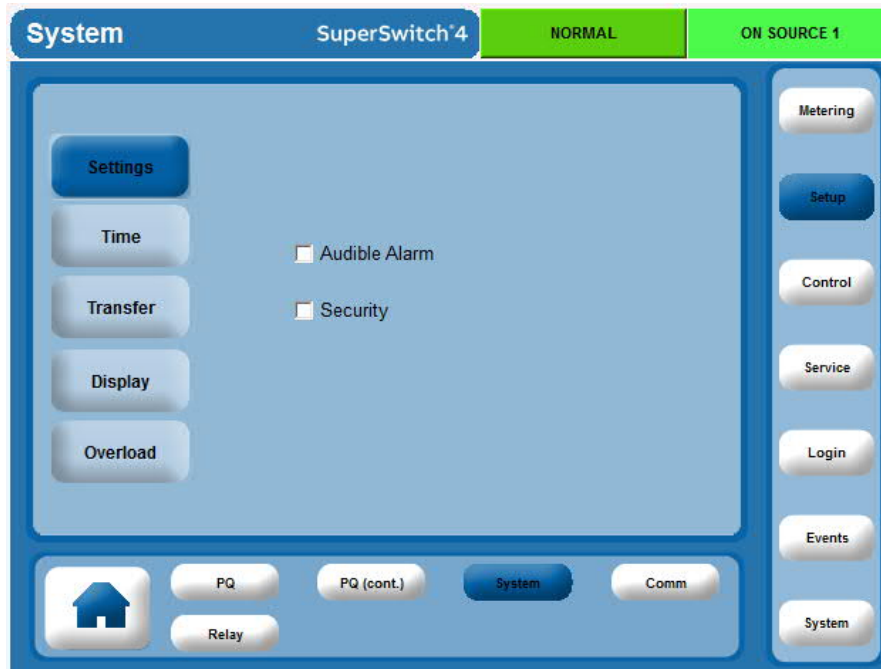 System
SuperSwitch®4
NORMAL
ON SOURCE 1
Settings
Time
Transfer
Display
Overload
Audible Alarm
Security
Metering
Setup
Control
Service
Login
Events
System
PQ
PQ (cont.)
System
Comm
Relay